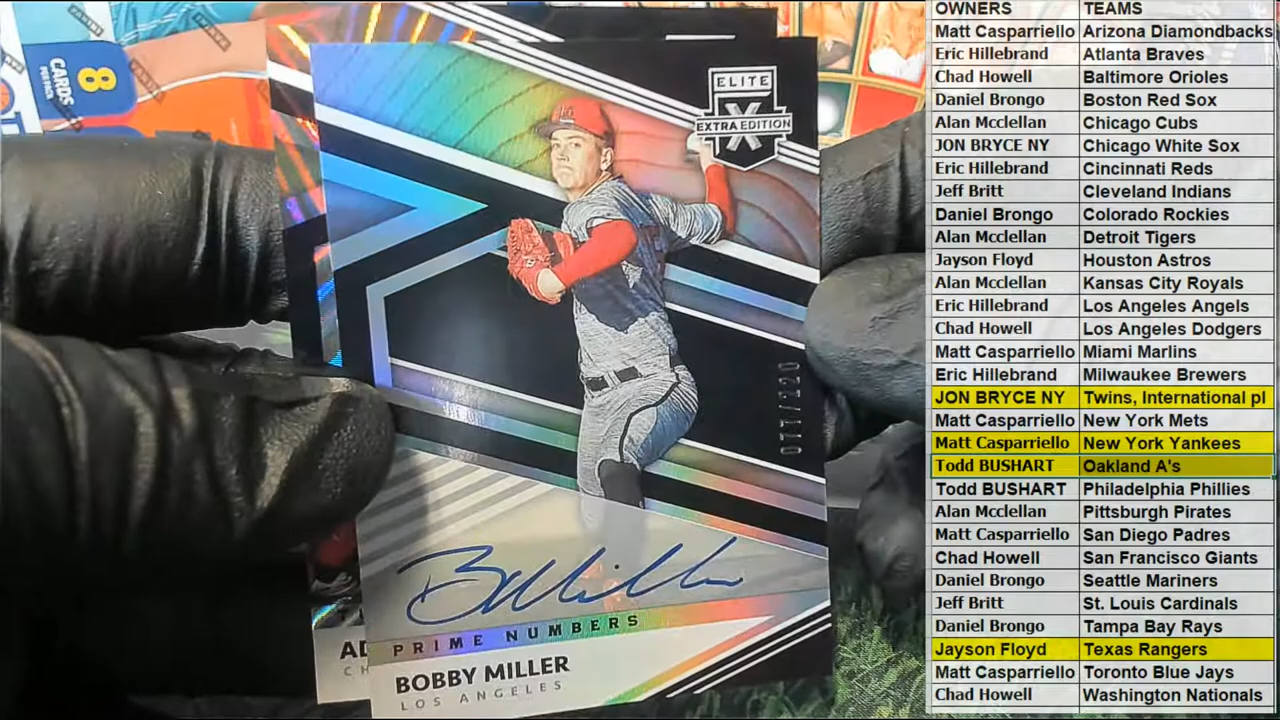 PANINI
8
CARDS
PER PACK
ELITE
X
EXTRA EDITION
077/220
B Miller
PRIME NUMBERS
BOBBY MILLER
LOS ANGELES
AD
CH
OWNERS TEAMS
Matt Casparriello Arizona Diamondbacks
Eric Hillebrand Atlanta Braves
Chad Howell Baltimore Orioles
Daniel Brongo Boston Red Sox
Alan Mcclellan Chicago Cubs
JON BRYCE NY Chicago White Sox
Eric Hillebrand Cincinnati Reds
Jeff Britt Cleveland Indians
Daniel Brongo Colorado Rockies
Alan Mcclellan Detroit Tigers
Jayson Floyd Houston Astros
Alan Mcclellan Kansas City Royals
Eric Hillebrand Los Angeles Angels
Chad Howell Los Angeles Dodgers
Matt Casparriello Miami Marlins
Eric Hillebrand Milwaukee Brewers
JON BRYCE NY Twins, International pl
Matt Casparriello New York Mets
Matt Casparriello New York Yankees
Todd BUSHART Oakland A's
Todd BUSHART Philadelphia Phillies
Alan Mcclellan Pittsburgh Pirates
Matt Casparriello San Diego Padres
Chad Howell San Francisco Giants
Daniel Brongo Seattle Mariners
Jeff Britt St. Louis Cardinals
Daniel Brongo Tampa Bay Rays
Jayson Floyd Texas Rangers
Matt Casparriello Toronto Blue Jays
Chad Howell Washington Nationals